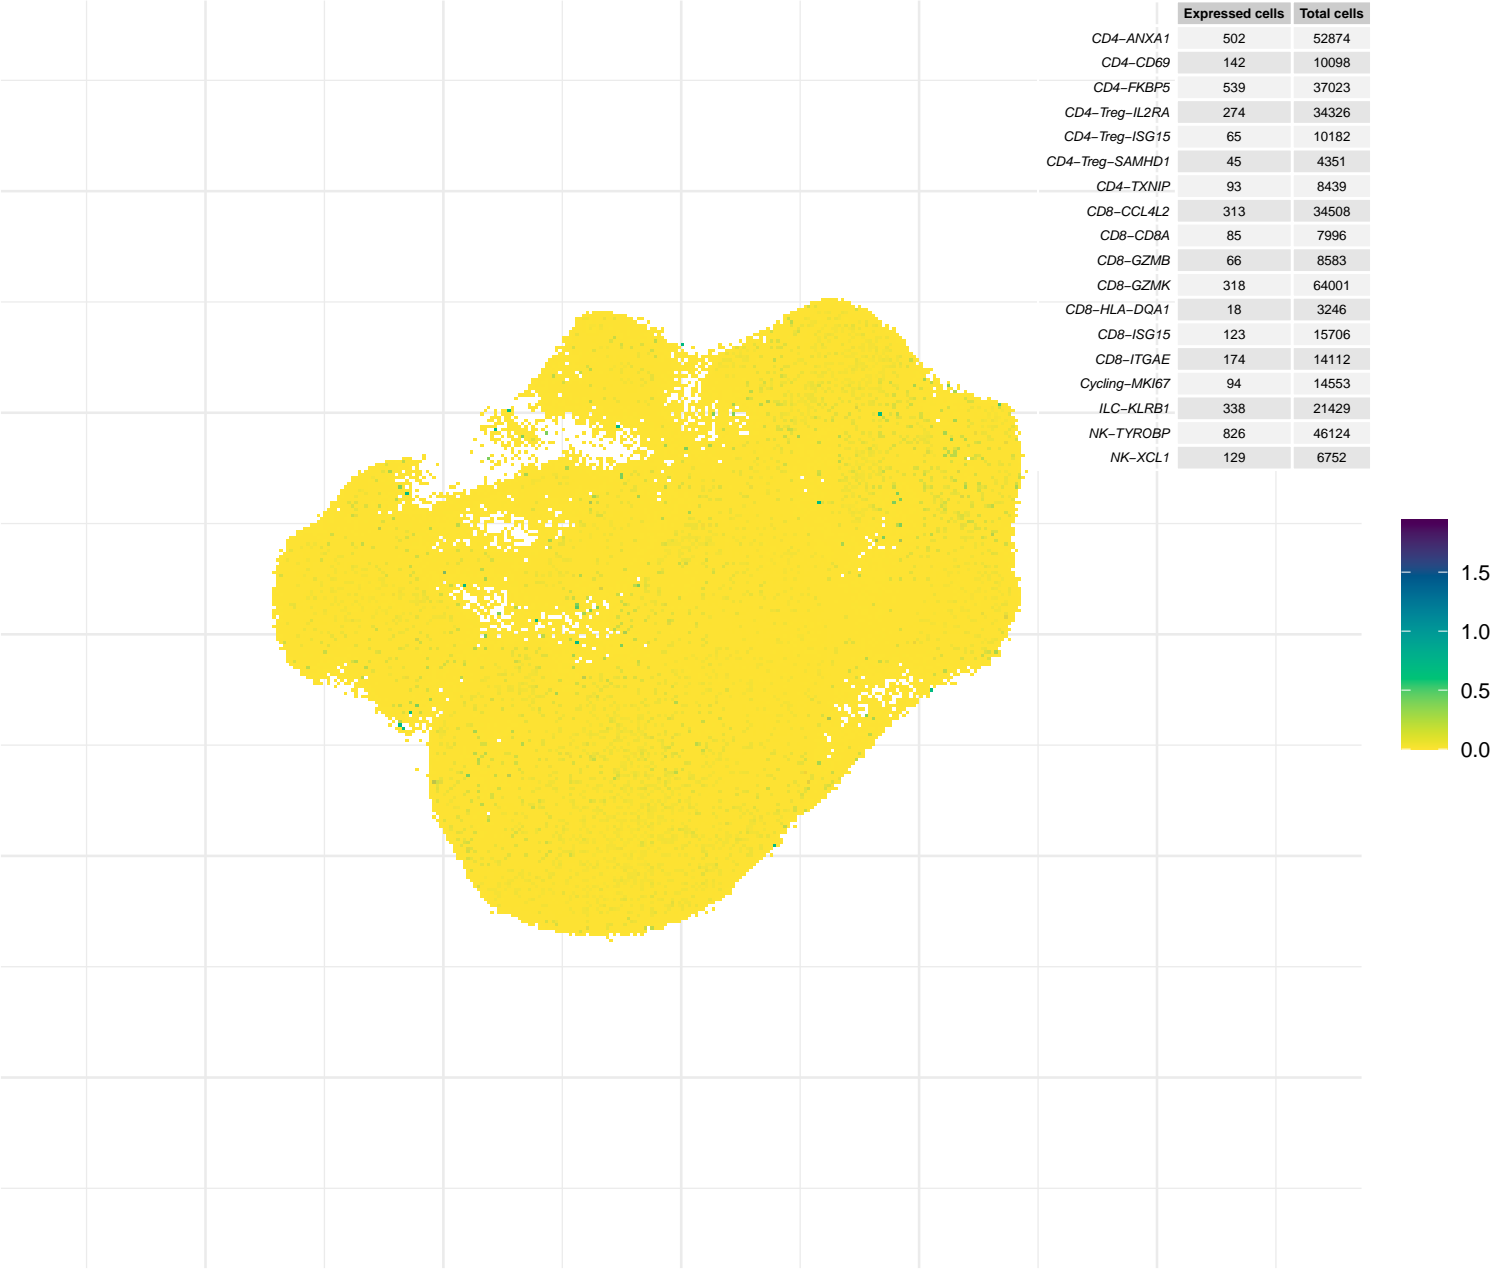 Expressed cells Total cells
CD4−ANXA1 502 52874
CD4−CD69 142 10098
CD4−FKBP5 539 37023
CD4−Treg−IL2RA 274 34326
CD4−Treg−ISG15 65 10182
CD4−Treg−SAMHD1 45 4351
CD4−TXNIP 93 8439
CD8−CCL4L2 313 34508
CD8−CD8A 85 7996
CD8−GZMB 66 8583
CD8−GZMK 318 64001
CD8−HLA−DQA1 18 3246
CD8−ISG15 123 15706
CD8−ITGAE 174 14112
Cycling−MKI67 94 14553
ILC−KLRB1 338 21429
NK−TYROBP 826 46124
NK−XCL1 129 6752
1.5
1.0
0.5
0.0